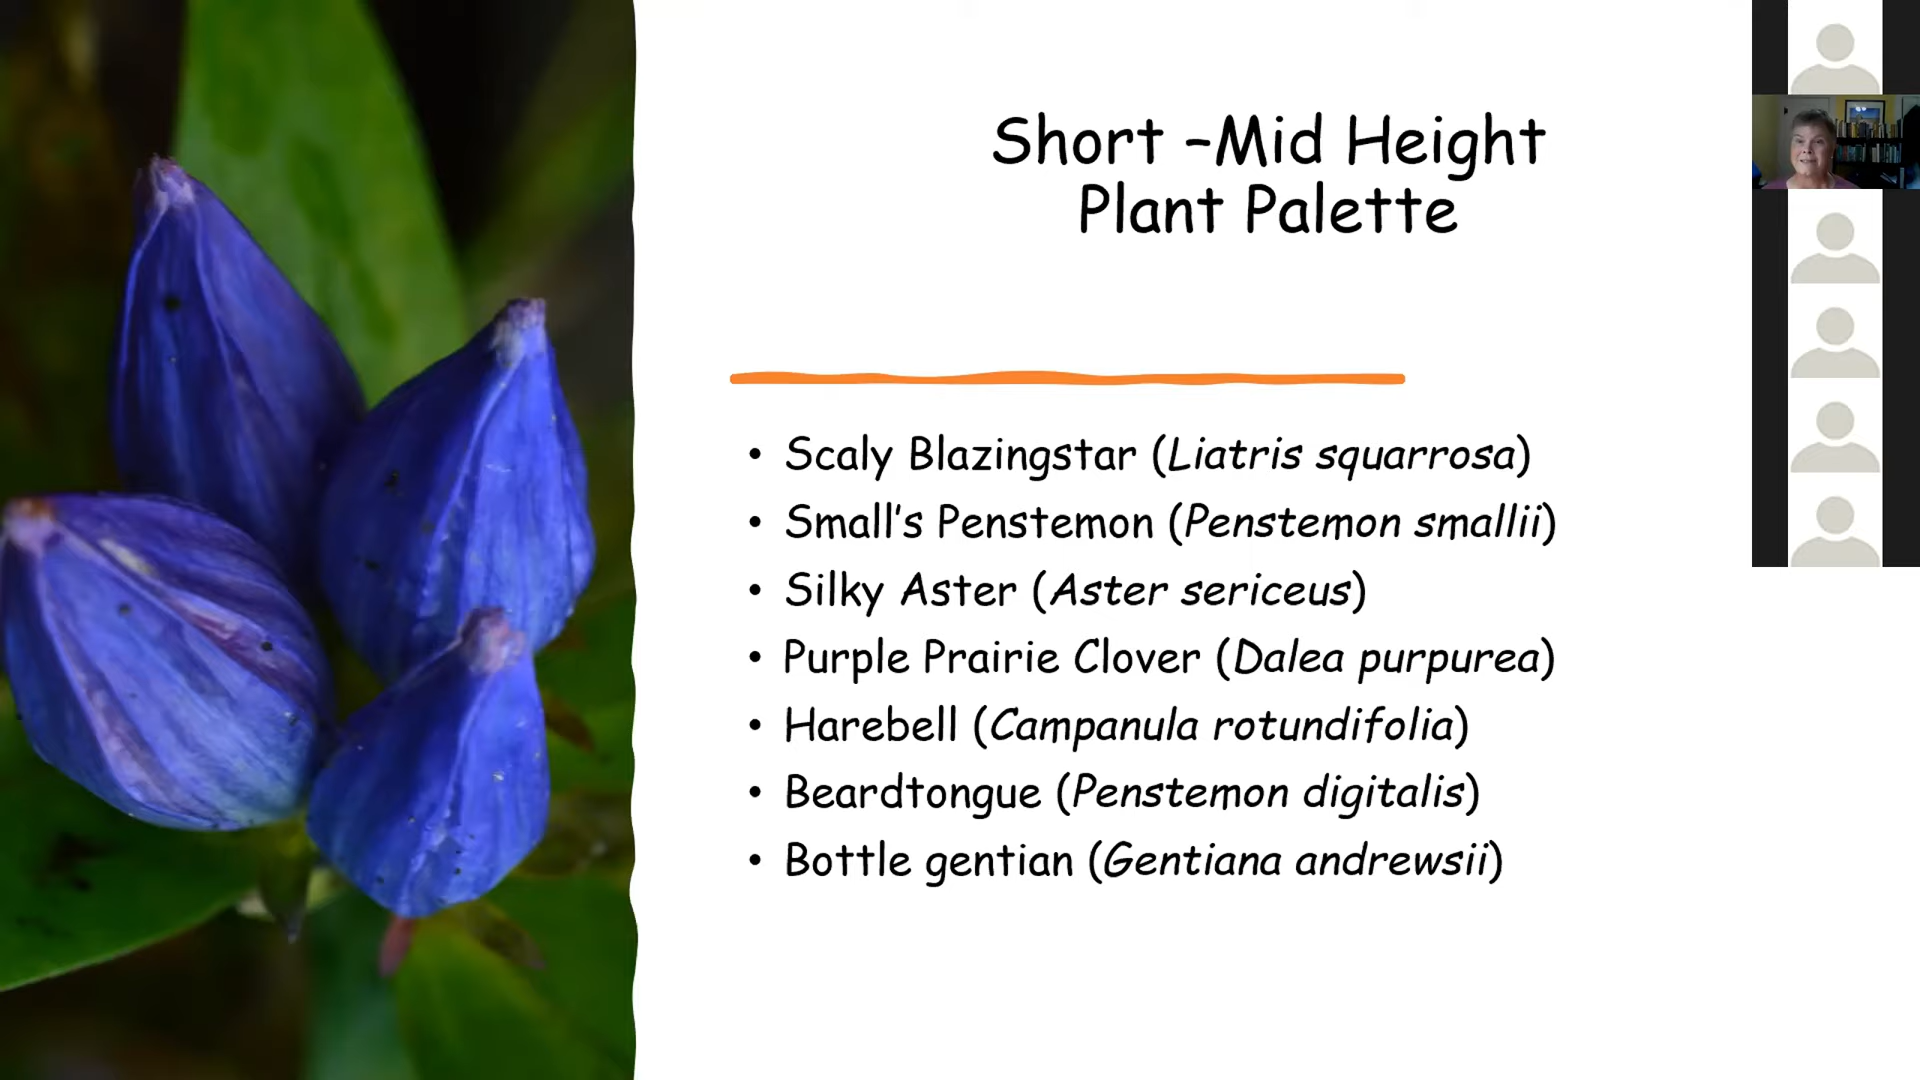 Short –Mid Height
Plant Palette
• Scaly Blazingstar (Liatris squarrosa)
• Small's Penstemon (Penstemon smallii)
• Silky Aster (Aster sericeus)
• Purple Prairie Clover (Dalea purpurea)
• Harebell (Campanula rotundifolia)
• Beardtongue (Penstemon digitalis)
• Bottle gentian (Gentiana andrewsii)